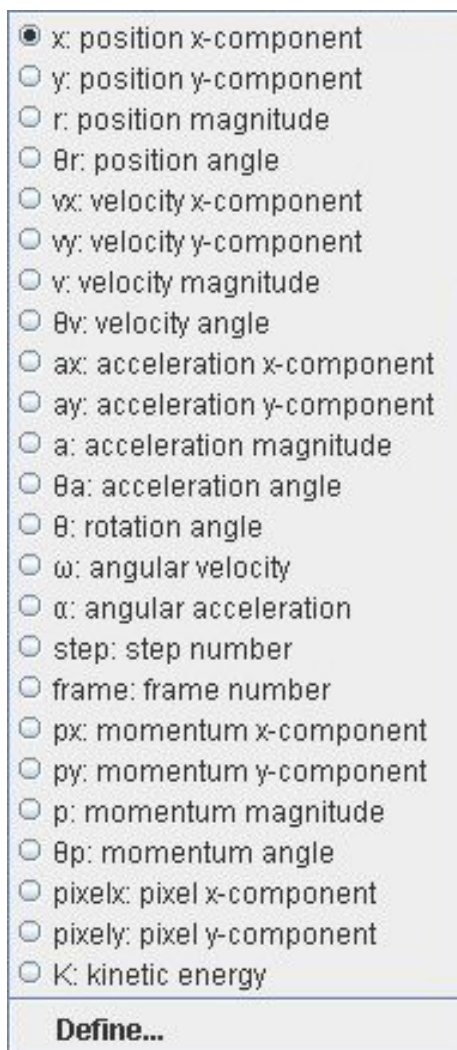 x: position x-component
y: position y-component
r: position magnitude
θr: position angle
vx: velocity x-component
vy: velocity y-component
v: velocity magnitude
θv: velocity angle
ax: acceleration x-component
ay: acceleration y-component
a: acceleration magnitude
θa: acceleration angle
θ: rotation angle
ω: angular velocity
α: angular acceleration
step: step number
frame: frame number
px: momentum x-component
py: momentum y-component
p: momentum magnitude
θp: momentum angle
pixelx: pixel x-component
pixely: pixel y-component
K: kinetic energy
Define...